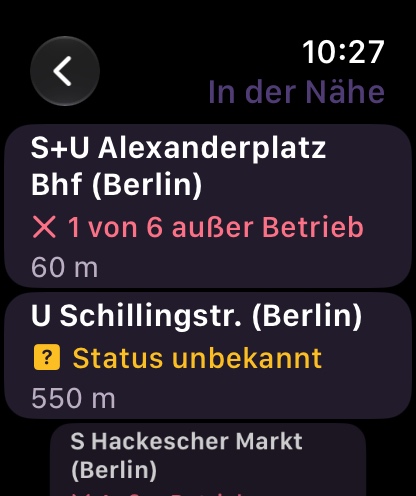 10:27
In der Nähe
S+U Alexanderplatz
Bhf (Berlin)
1 von 6 außer Betrieb
60 m
U Schillingstr. (Berlin)
? Status unbekannt
550 m
S Hackescher Markt
(Berlin)